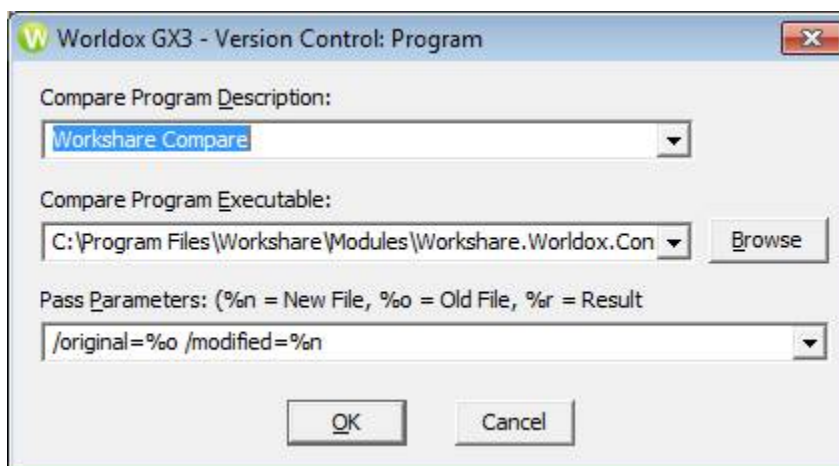 W Worldox GX3 - Version Control: Program
Compare Program Description:
Workshare Compare
Compare Program Executable:
C:\Program Files\Workshare\Modules\Workshare.Worldox.Con
Browse
Pass Parameters: (%n = New File, %o = Old File, %r = Result
/original=%o /modified=%n
OK Cancel